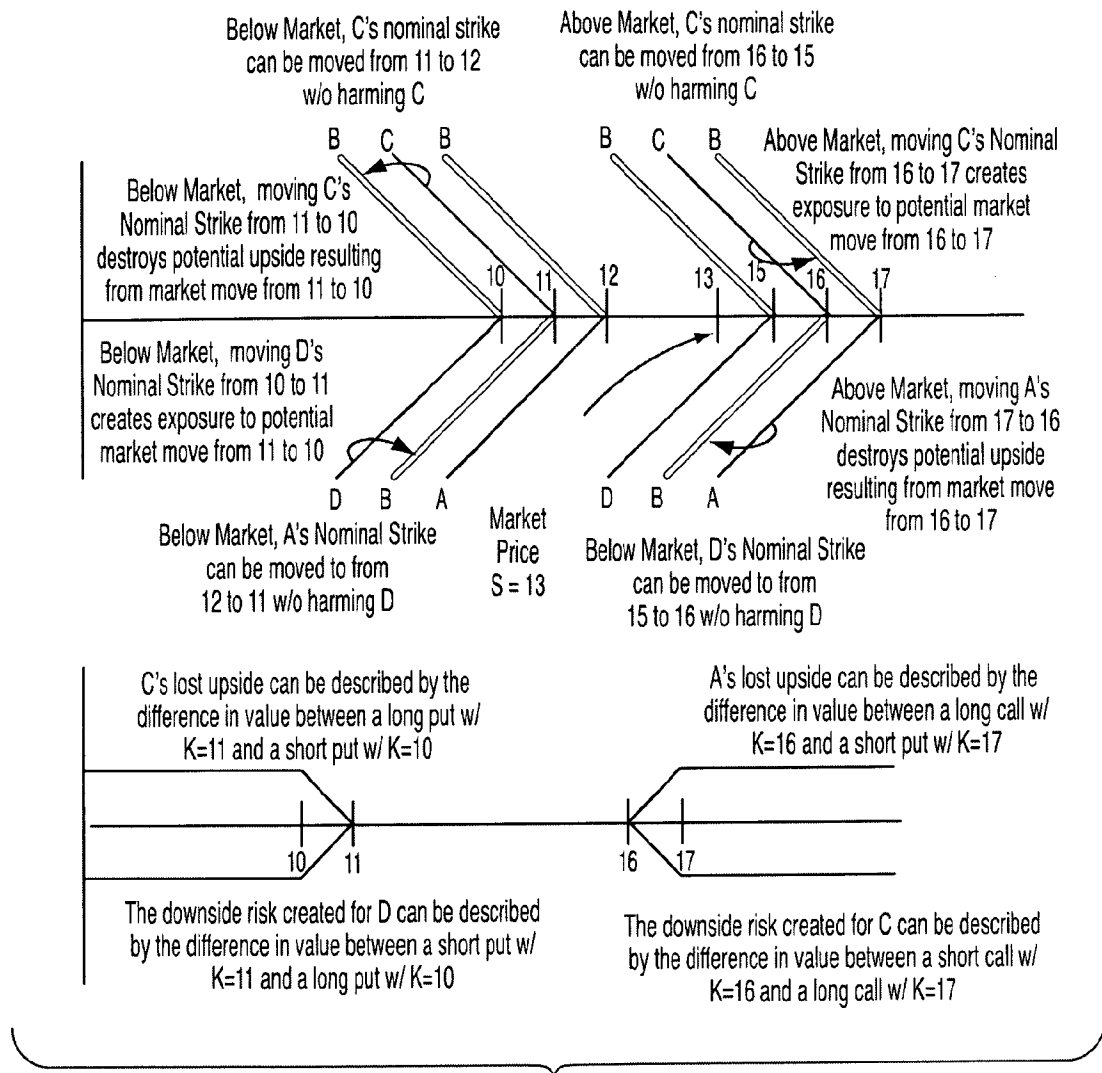 Below Market, C's nominal strike
can be moved from 11 to 12
w/o harming C
Above Market, C's nominal strike
can be moved from 16 to 15
w/o harming C
B
C
B
B
C
B
Below Market, moving C's
Nominal Strike from 11 to 10
destroys potential upside resulting
from market move from 11 to 10
Above Market, moving C's Nominal
Strike from 16 to 17 creates
exposure to potential market
move from 16 to 17
10
11
12
13
15
16
17
Below Market, moving D's
Nominal Strike from 10 to 11
creates exposure to potential
market move from 11 to 10
Above Market, moving A's
Nominal Strike from 17 to 16
destroys potential upside
resulting from market move
from 16 to 17
D
B
A
D
B
A
Below Market, A's Nominal Strike
can be moved to from
12 to 11 w/o harming D
Market
Price
S = 13
Below Market, D's Nominal Strike
can be moved to from
15 to 16 w/o harming D
C's lost upside can be described by the
difference in value between a long put w/
K=11 and a short put w/ K=10
A's lost upside can be described by the
difference in value between a long call w/
K=16 and a short put w/ K=17
10
11
16
17
The downside risk created for D can be described
by the difference in value between a short put w/
K=11 and a long put w/ K=10
The downside risk created for C can be described
by the difference in value between a short call w/
K=16 and a long call w/ K=17